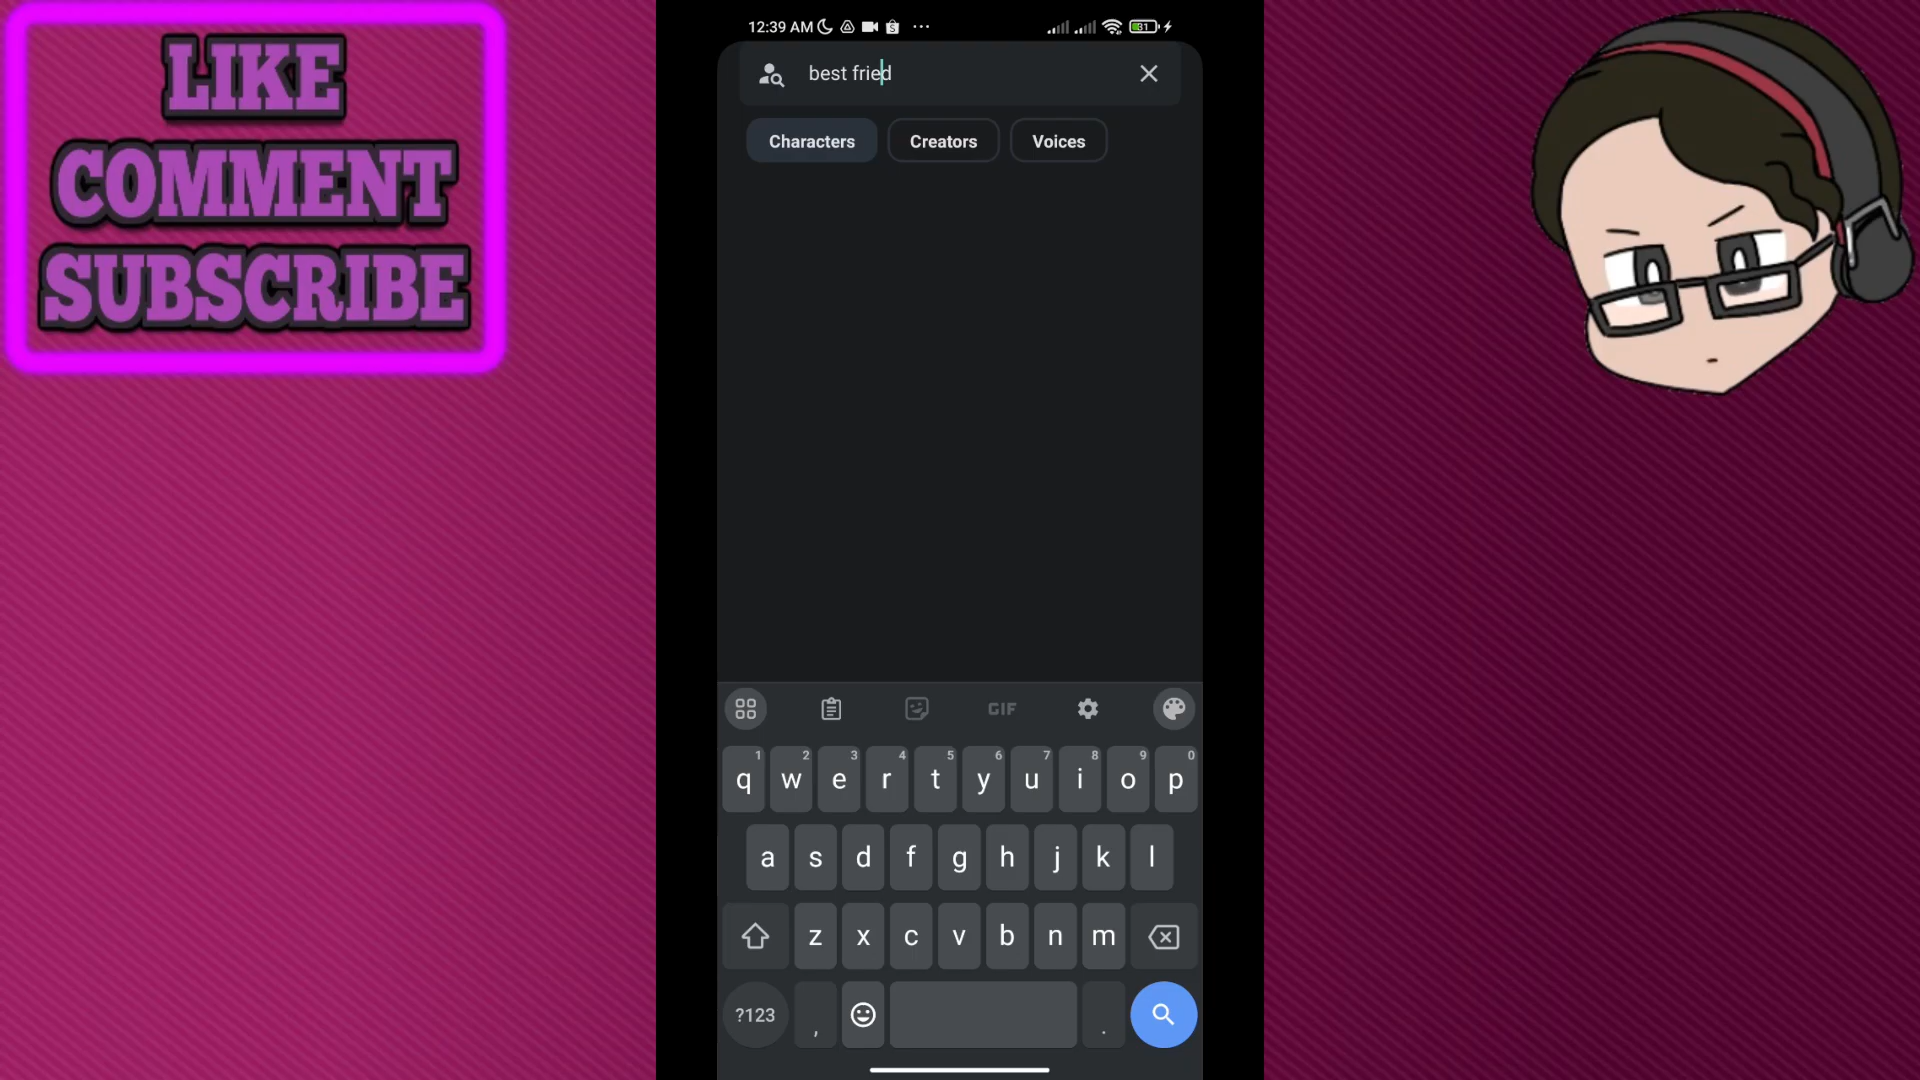 LIKE
COMMENT
SUBSCRIBE
12:39 AM
31
best fried
Characters
Creators
Voices
GIF
1 2 3 4 5 6 7 8 9 0
q w e r t y u i o p
a s d f g h j k l
z x c v b n m
?123 , .